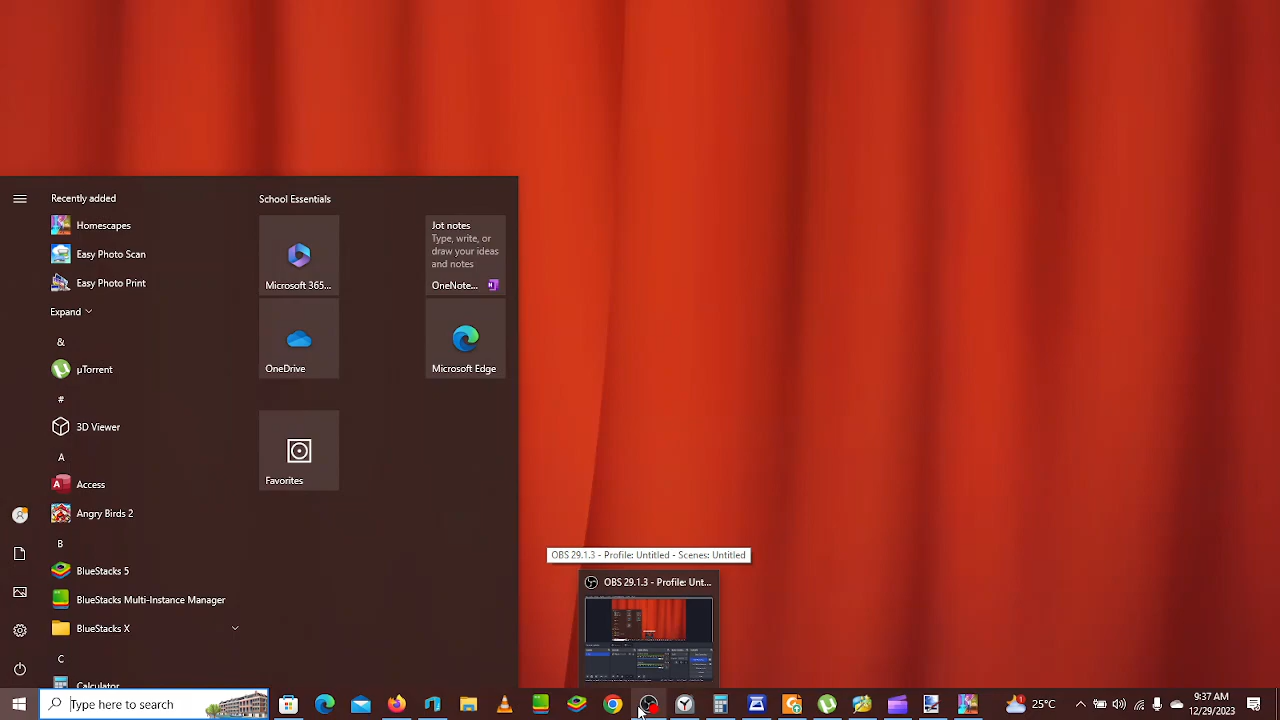 Recently added
Homescapes
Easy Photo Scan
Easy Photo Print
Expand
&
µTorrent
#
3D Viewer
A
Access
Angry Birds 2
B
BlueStacks 5
BlueStacks Multi-Instance Manager
BlueStacks X
C
Calculator
School Essentials
Microsoft 365...
Jot notes
Type, write, or
draw your ideas
and notes
OneNote...
OneDrive
Microsoft Edge
Favorites
OBS 29.1.3 - Profile: Untitled - Scenes: Untitled
OBS 29.1.3 - Profile: Unt...
Type here to search
22°C
9:37 AM
12/29/2023